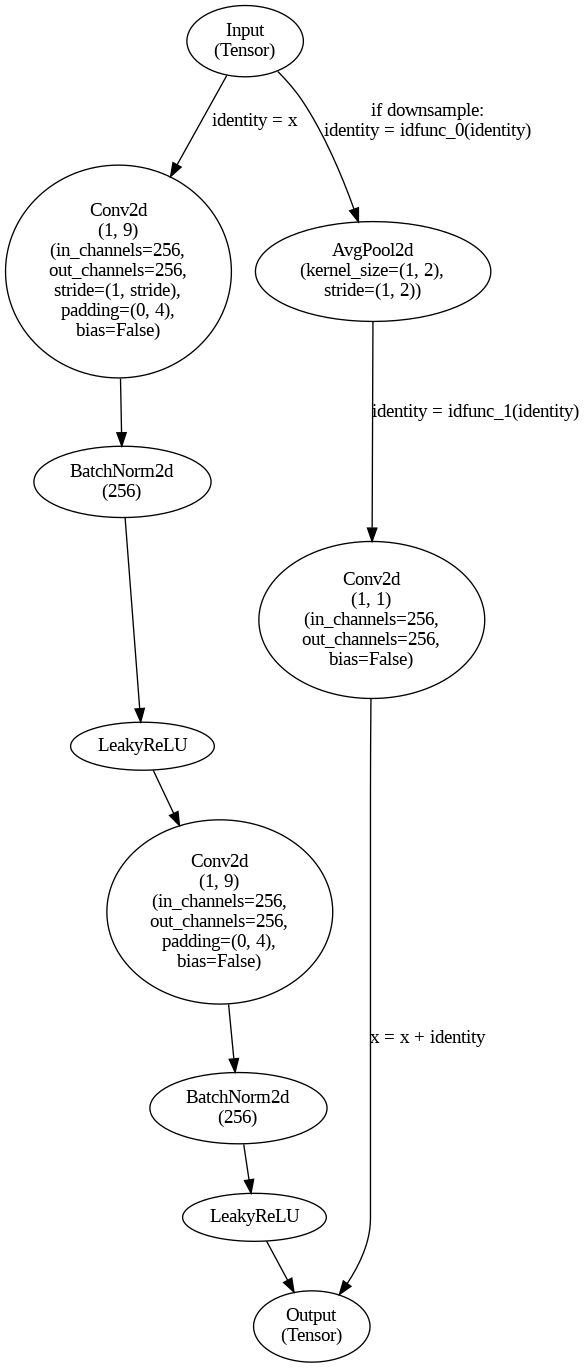 Input
(Tensor)
identity = x
if downsample:
identity = idfunc_0(identity)
Conv2d
(1, 9)
(in_channels=256,
out_channels=256,
stride=(1, stride),
padding=(0, 4),
bias=False)
AvgPool2d
(kernel_size=(1, 2),
stride=(1, 2))
identity = idfunc_1(identity)
BatchNorm2d
(256)
Conv2d
(1, 1)
(in_channels=256,
out_channels=256,
bias=False)
LeakyReLU
Conv2d
(1, 9)
(in_channels=256,
out_channels=256,
padding=(0, 4),
bias=False)
x = x + identity
BatchNorm2d
(256)
LeakyReLU
Output
(Tensor)